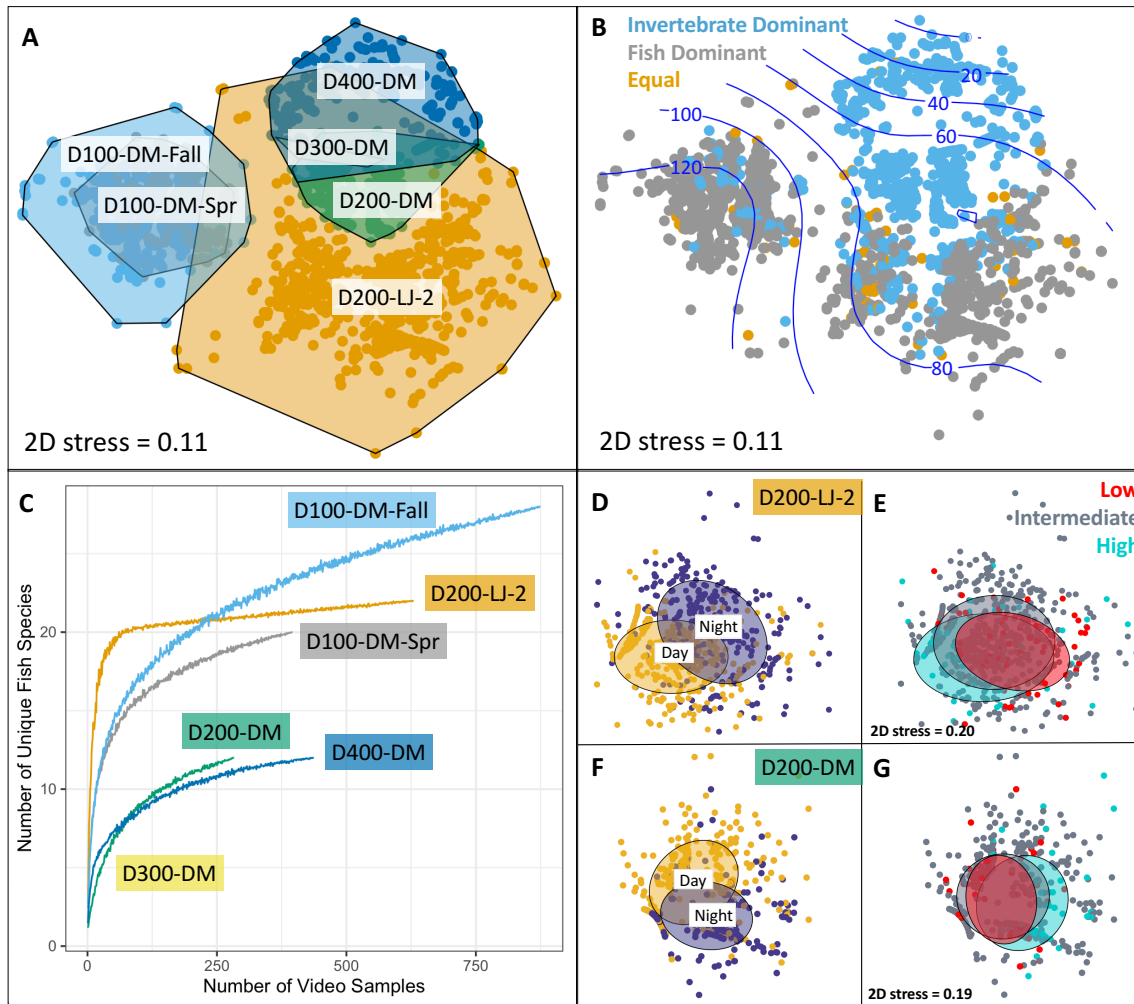 A
D400-DM
D300-DM
D100-DM-Fall
D100-DM-Spr
D200-DM
D200-LJ-2
2D stress = 0.11
B
Invertebrate Dominant
Fish Dominant
Equal
20
40
60
100
120
80
2D stress = 0.11
C
D100-DM-Fall
D200-LJ-2
D100-DM-Spr
D200-DM
D400-DM
D300-DM
Number of Unique Fish Species
20
10
0
0
250
500
750
Number of Video Samples
D
D200-LJ-2
Night
Day
E
Low
Intermediate
High
2D stress = 0.20
F
D200-DM
Day
Night
G
2D stress = 0.19